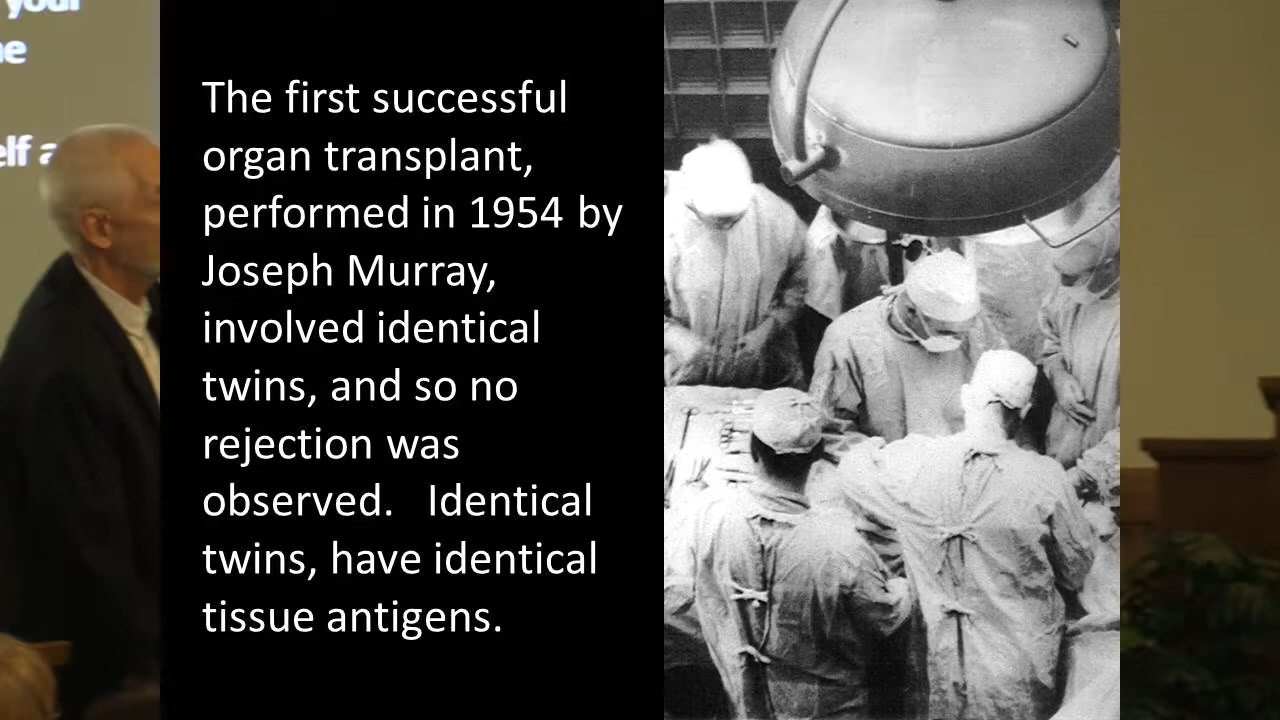 your
The first successful
organ transplant,
performed in 1954 by
Joseph Murray,
involved identical
twins, and so no
rejection was
observed.   Identical
twins, have identical
tissue antigens.